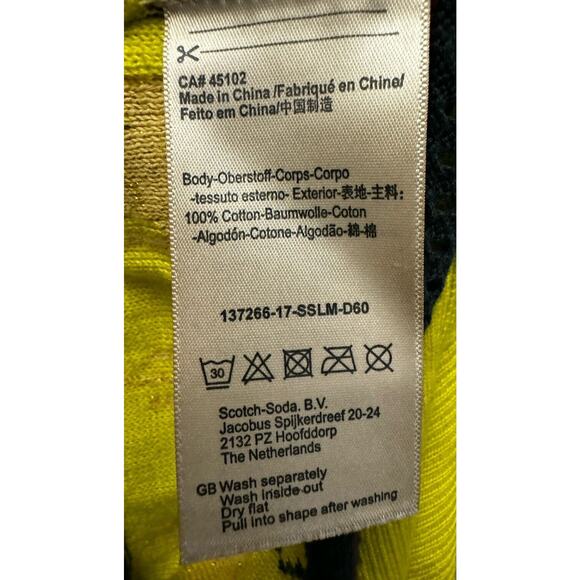 CA# 45102
Made in China /Fabriqué en Chine/
Feito em China/中国制造
Body-Oberstoff-Corps-Corpo
-tessuto esterno- Exterior-表地-主料:
100% Cotton-Baumwolle-Coton
-Algodón-Cotone-Algodão-綿-棉
137266-17-SSLM-D60
30
Scotch-Soda. B.V.
Jacobus Spijkerdreef 20-24
2132 PZ Hoofddorp
The Netherlands
GB Wash separately
Wash inside out
Dry flat
Pull into shape after washing